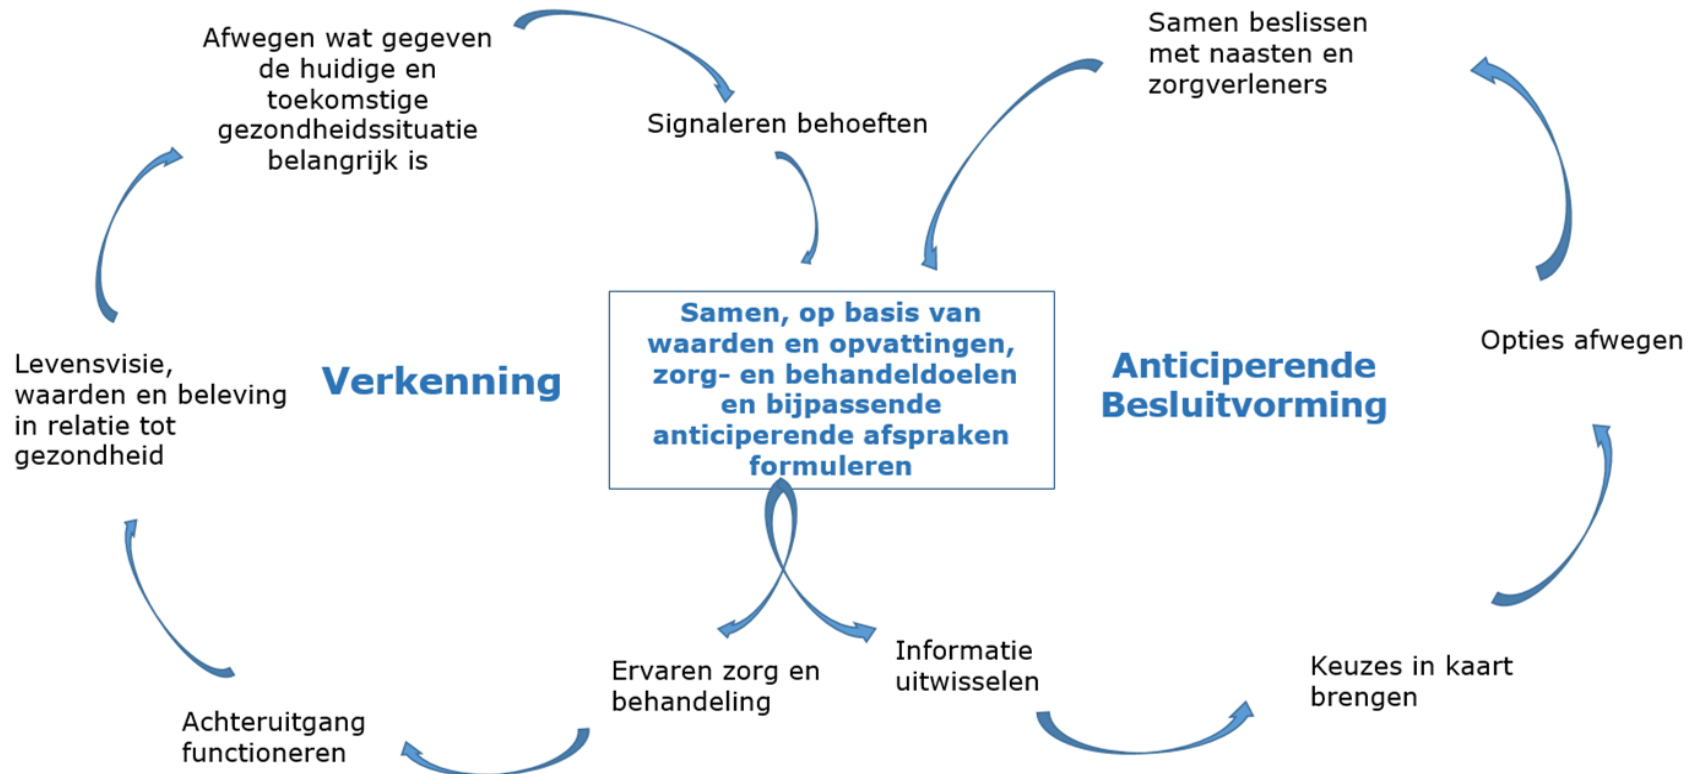 Afwegen wat gegeven
de huidige en
toekomstige
gezondheidssituatie
belangrijk is
Signaleren behoeften
Samen beslissen
met naasten en
zorgverleners
Levensvisie,
waarden en beleving
in relatie tot
gezondheid
Verkenning
Samen, op basis van
waarden en opvattingen,
zorg- en behandeldoelen
en bijpassende
anticiperende afspraken
formuleren
Anticiperende
Besluitvorming
Opties afwegen
Achteruitgang
functioneren
Ervaren zorg en
behandeling
Informatie
uitwisselen
Keuzes in kaart
brengen